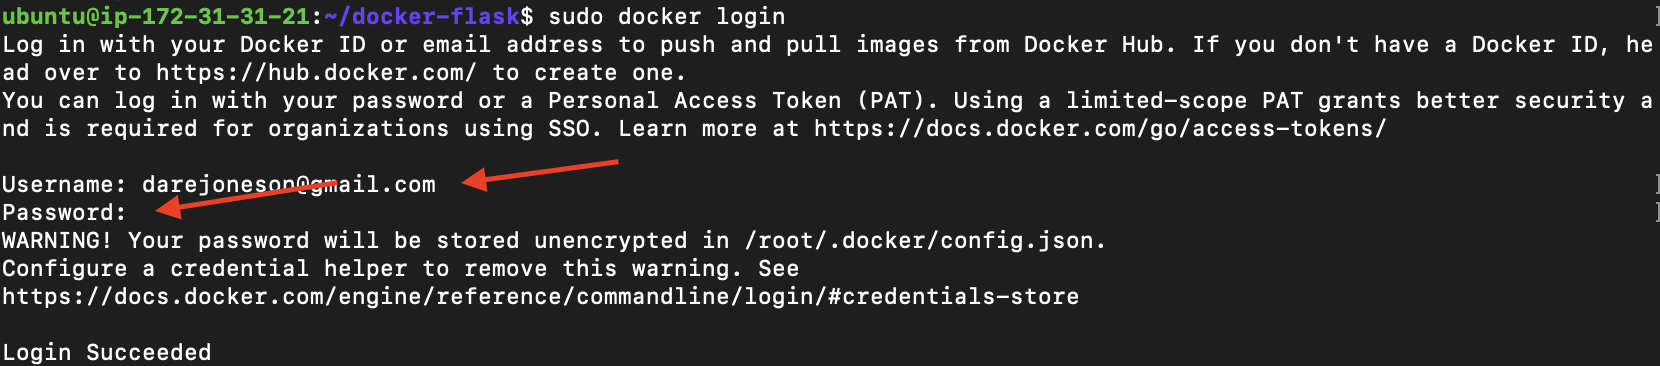 ubuntu@ip-172-31-31-21:~/docker-flask$ sudo docker login
Log in with your Docker ID or email address to push and pull images from Docker Hub. If you don't have a Docker ID, he
ad over to https://hub.docker.com/ to create one.
You can log in with your password or a Personal Access Token (PAT). Using a limited-scope PAT grants better security a
nd is required for organizations using SSO. Learn more at https://docs.docker.com/go/access-tokens/
Username: darejoneson@gmail.com
Password:
WARNING! Your password will be stored unencrypted in /root/.docker/config.json.
Configure a credential helper to remove this warning. See
https://docs.docker.com/engine/reference/commandline/login/#credentials-store
Login Succeeded